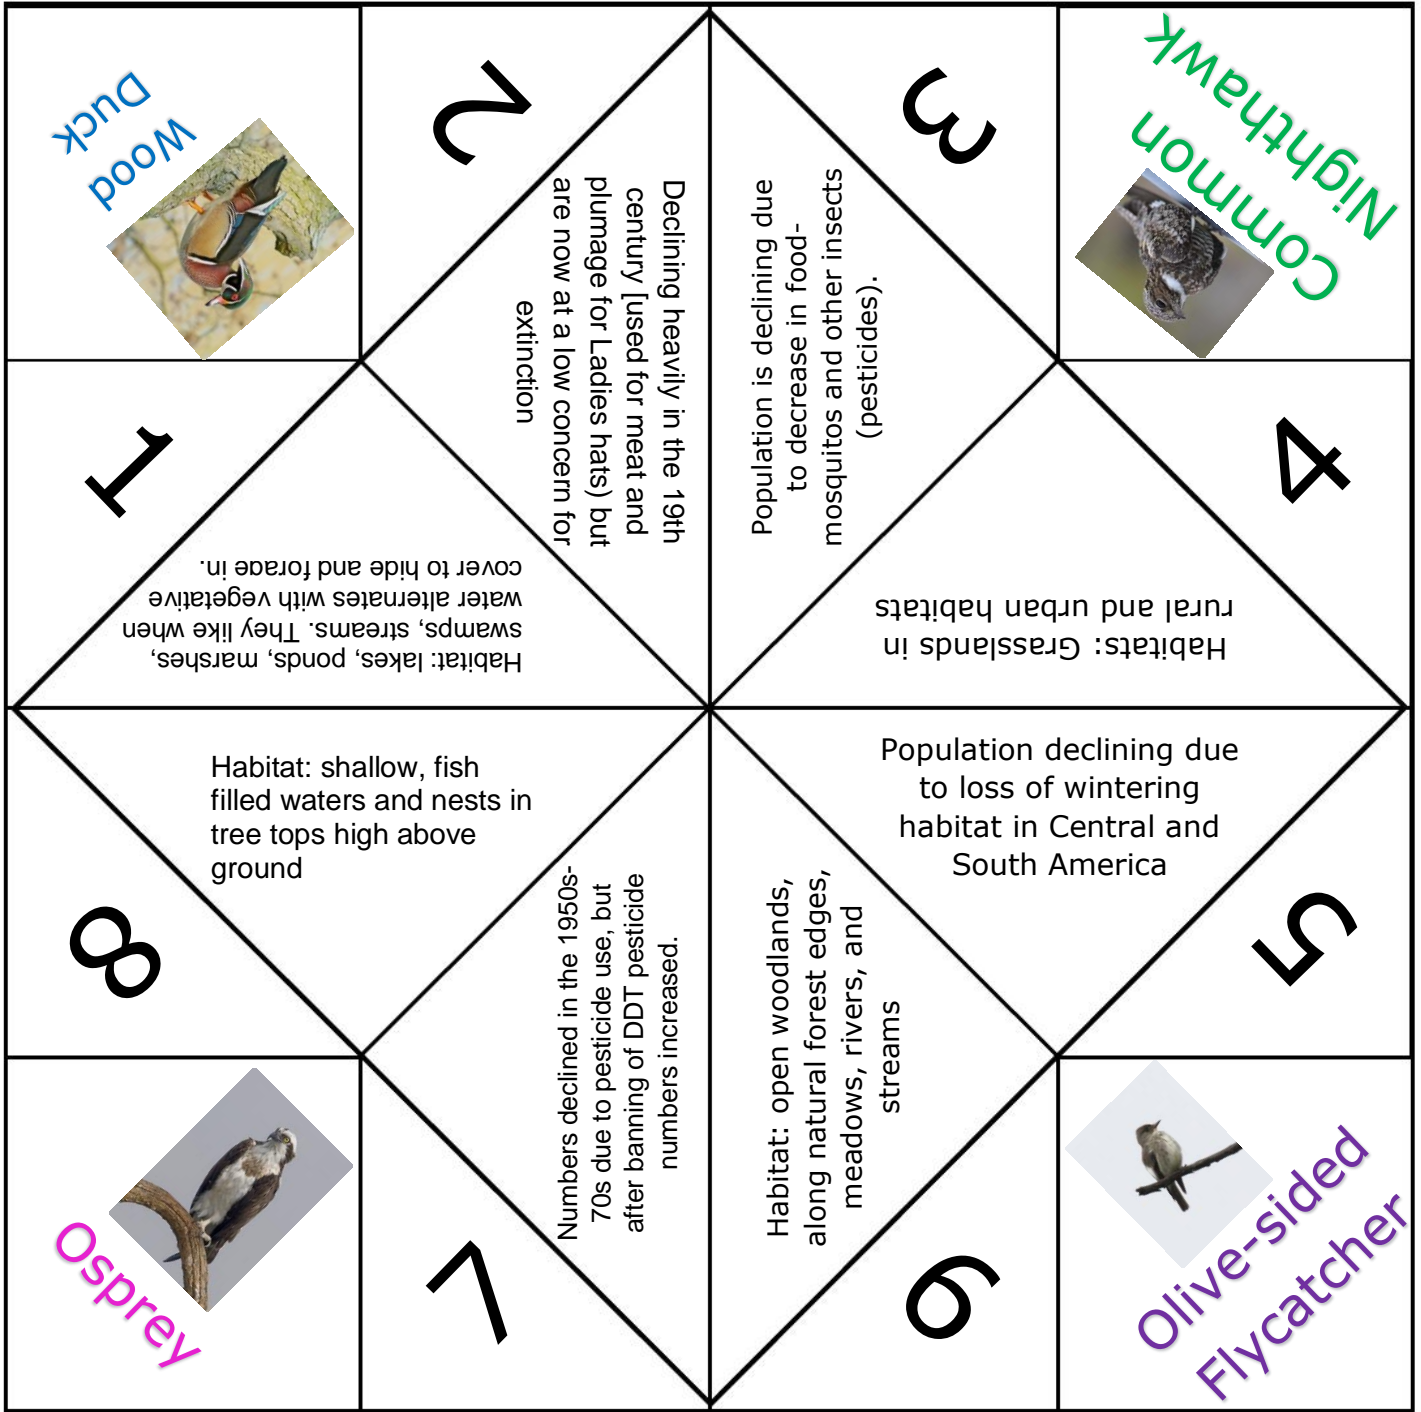 Wood
Duck
2
3
Common
Nighthawk
Declining heavily in the 19th
century [used for meat and
plumage for Ladies hats) but
are now at a low concern for
extinction
Population is declining due
to decrease in food-
mosquitos and other insects
(pesticides).
1
4
Habitat: lakes, ponds, marshes,
swamps, streams. They like when
water alternates with vegetative
cover to hide and forage in.
Habitats: Grasslands in
rural and urban habitats
Habitat: shallow, fish
filled waters and nests in
tree tops high above
ground
Population declining due
to loss of wintering
habitat in Central and
South America
8
5
Numbers declined in the 1950s-
70s due to pesticide use, but
after banning of DDT pesticide
numbers increased.
Habitat: open woodlands,
along natural forest edges,
meadows, rivers, and
streams
Osprey
7
6
Olive-sided
Flycatcher